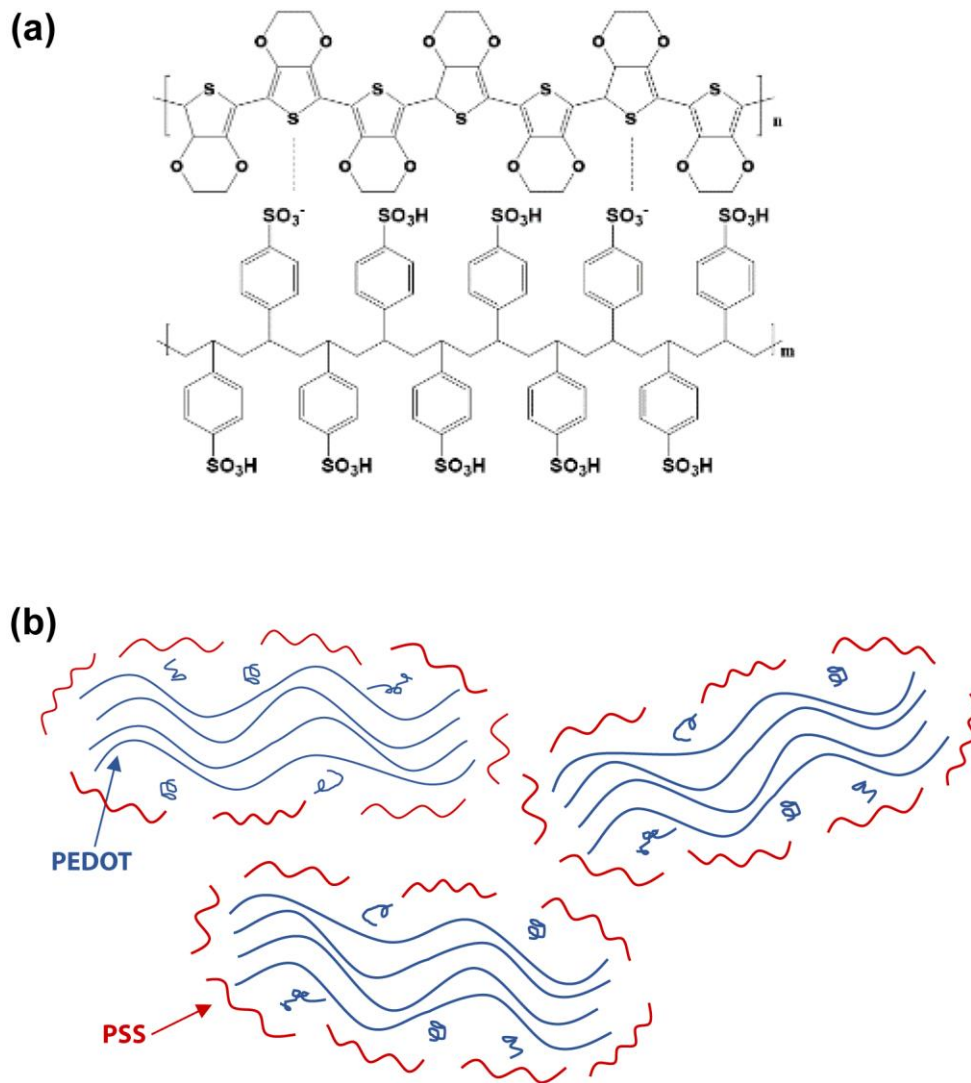 (a)
O O O O O O
S S S S
S S S n
O O O O O O O O
SO₃⁻ SO₃H SO₃H SO₃⁻ SO₃H
m
SO₃H SO₃H SO₃H SO₃H SO₃H
(b)
PEDOT
PSS